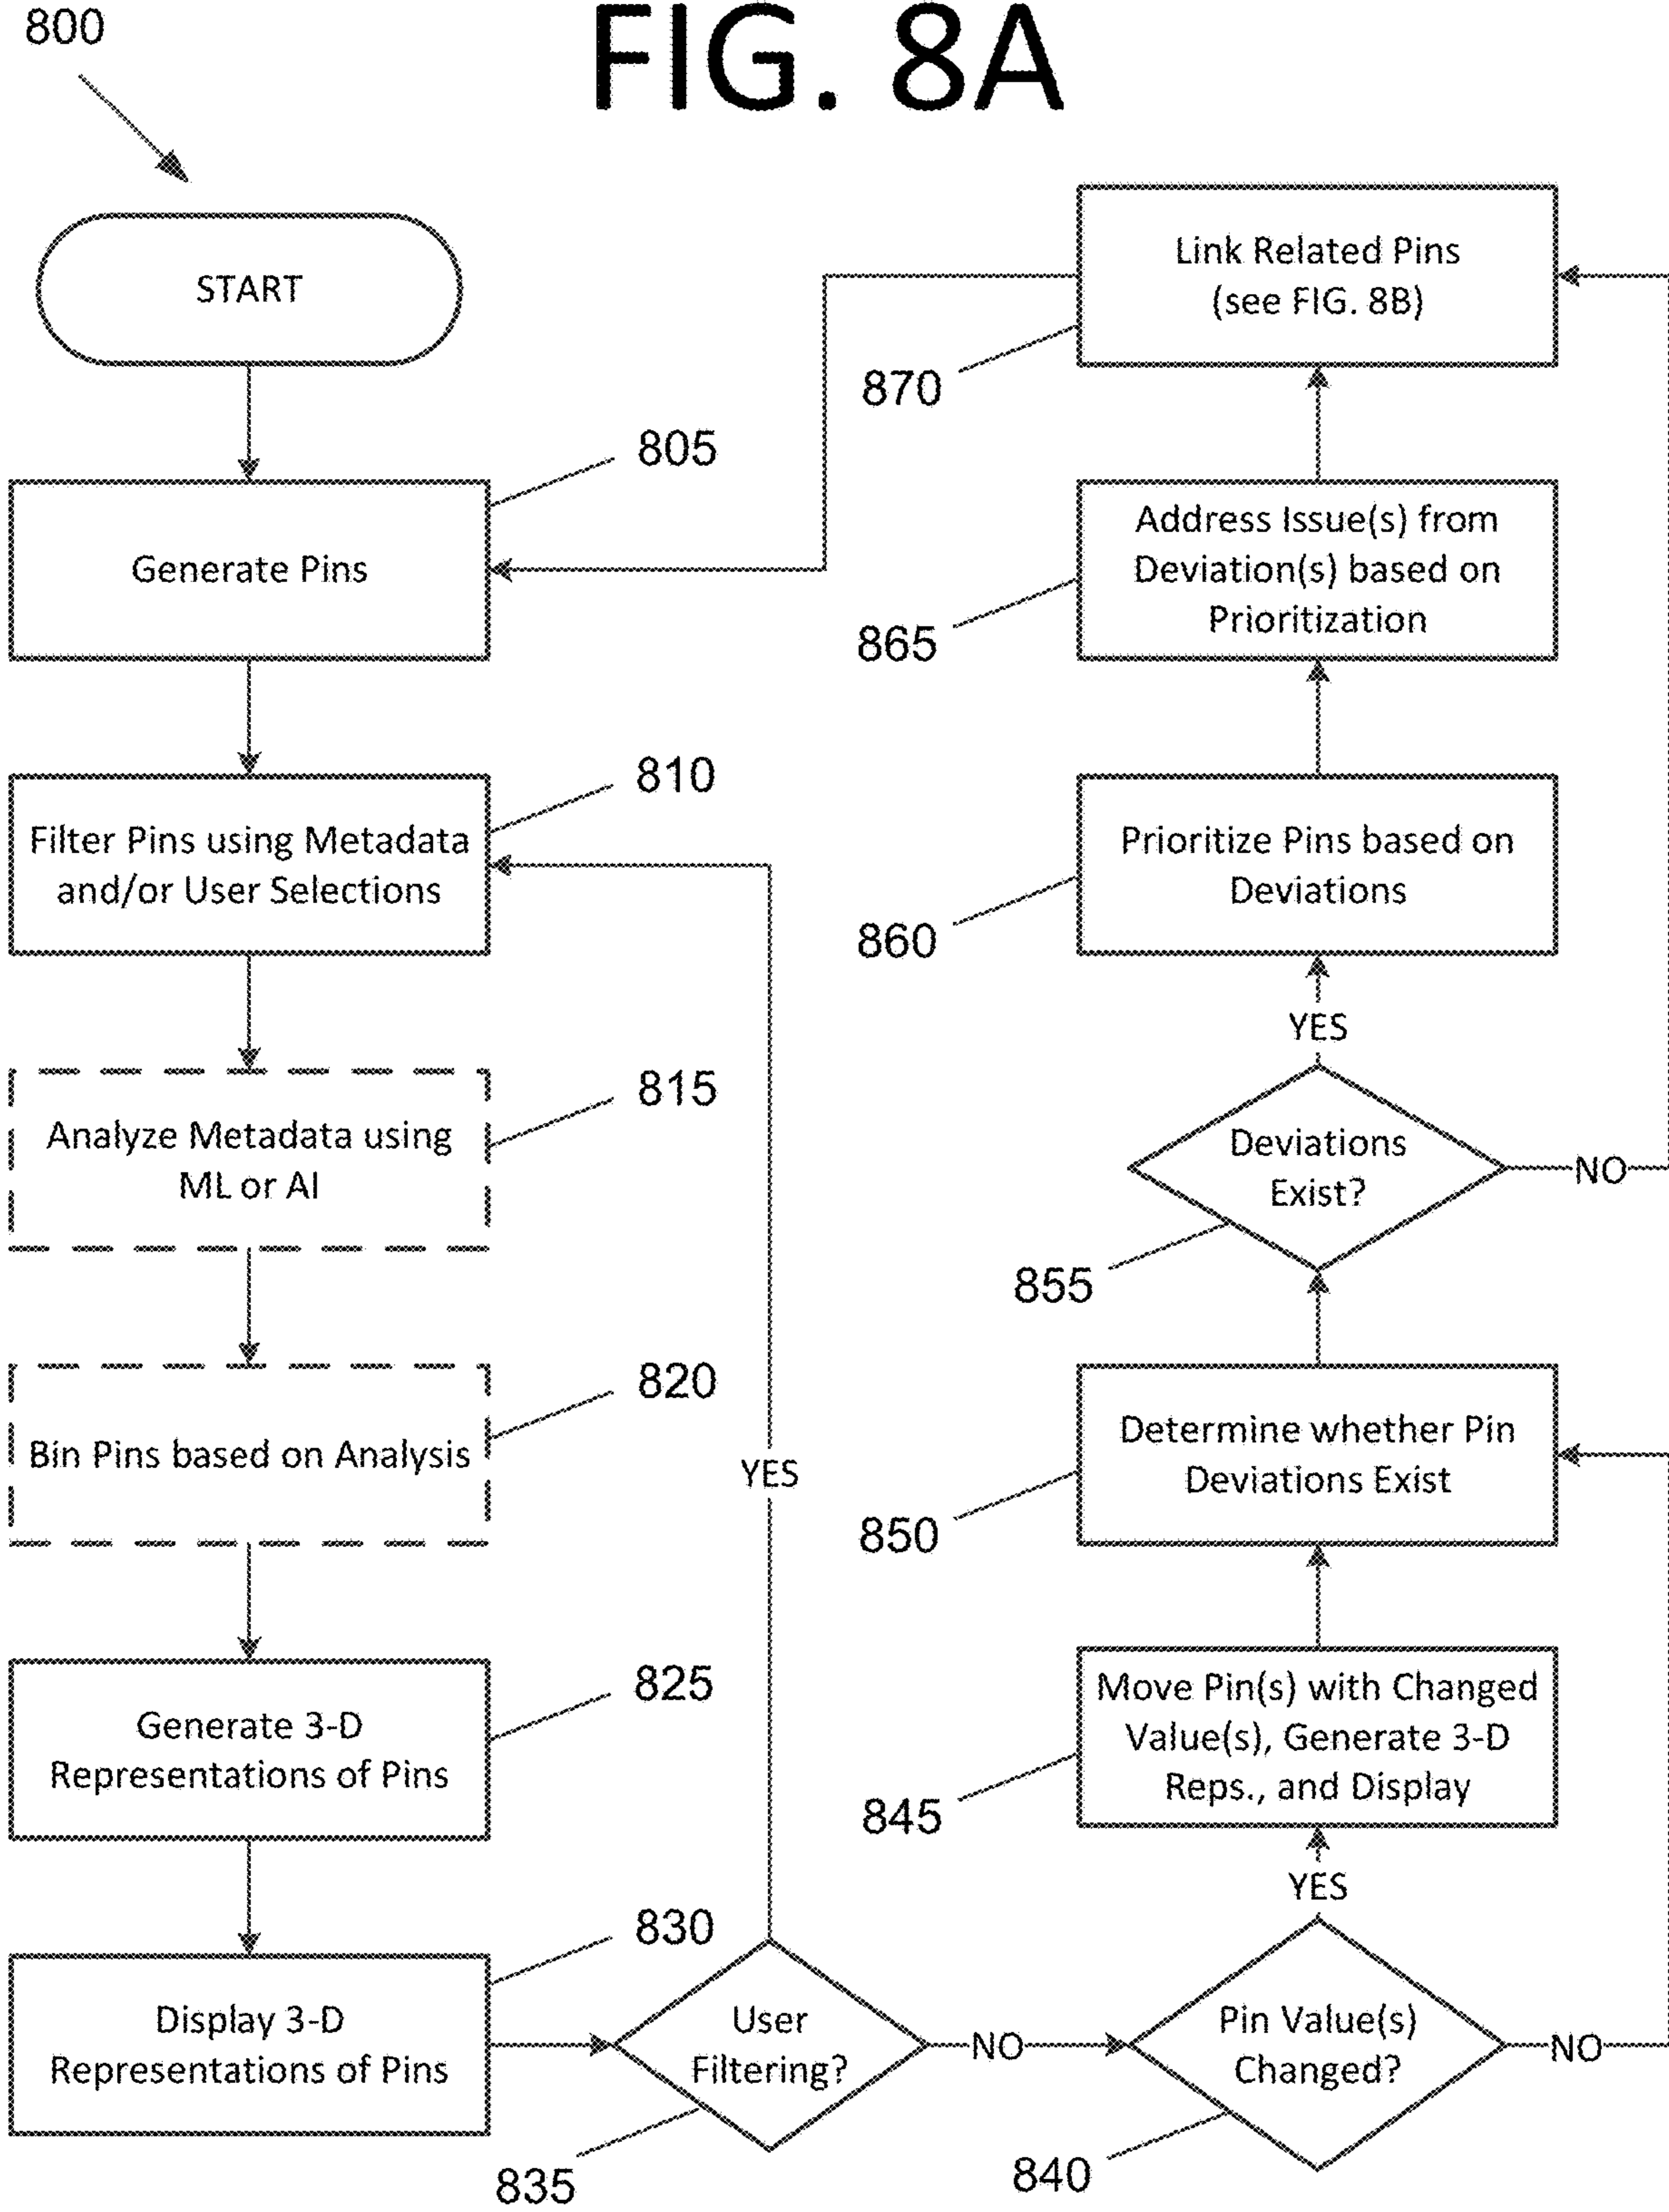 800
FIG. 8A
START
805
Generate Pins
810
Filter Pins using Metadata
and/or User Selections
815
Analyze Metadata using
ML or AI
820
Bin Pins based on Analysis
825
Generate 3-D
Representations of Pins
830
Display 3-D
Representations of Pins
YES
User
Filtering?
835
NO
Pin Value(s)
Changed?
840
NO
YES
Move Pin(s) with Changed
Value(s), Generate 3-D
Reps., and Display
845
Determine whether Pin
Deviations Exist
850
Deviations
Exist?
855
NO
YES
Prioritize Pins based on
Deviations
860
Address Issue(s) from
Deviation(s) based on
Prioritization
865
Link Related Pins
(see FIG. 8B)
870